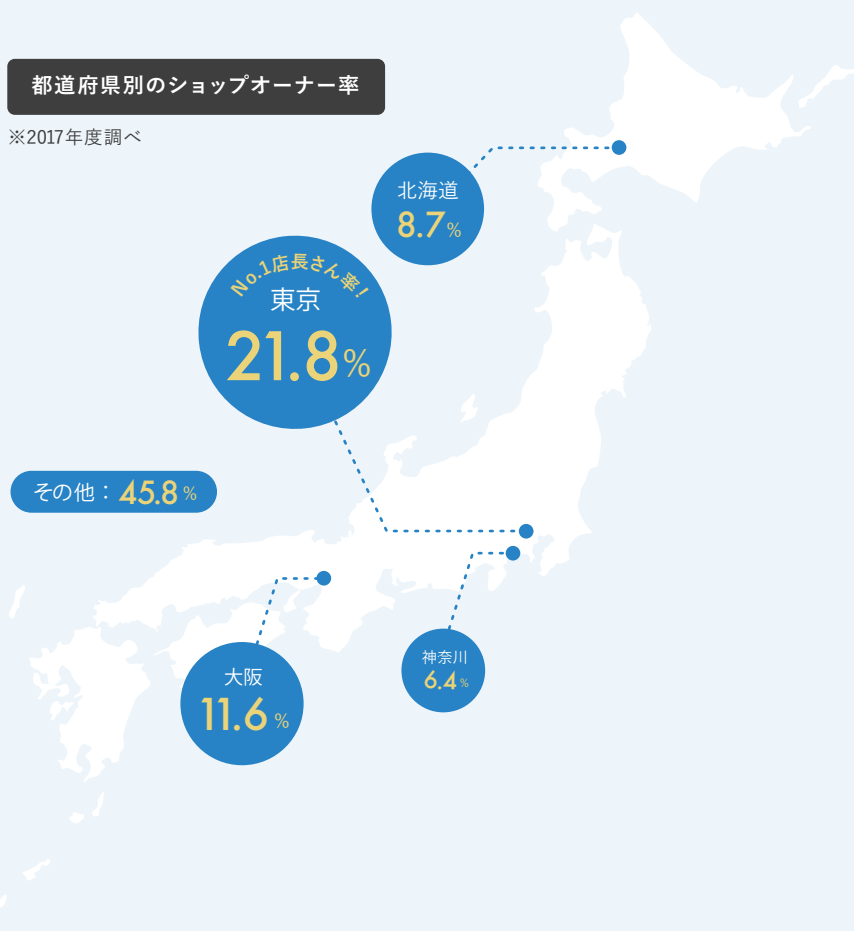 都道府県別のショップオーナー率
※2017年度調べ
北海道
8.7%
No.1店長さん率!
東京
21.8%
その他：45.8%
神奈川
6.4%
大阪
11.6%